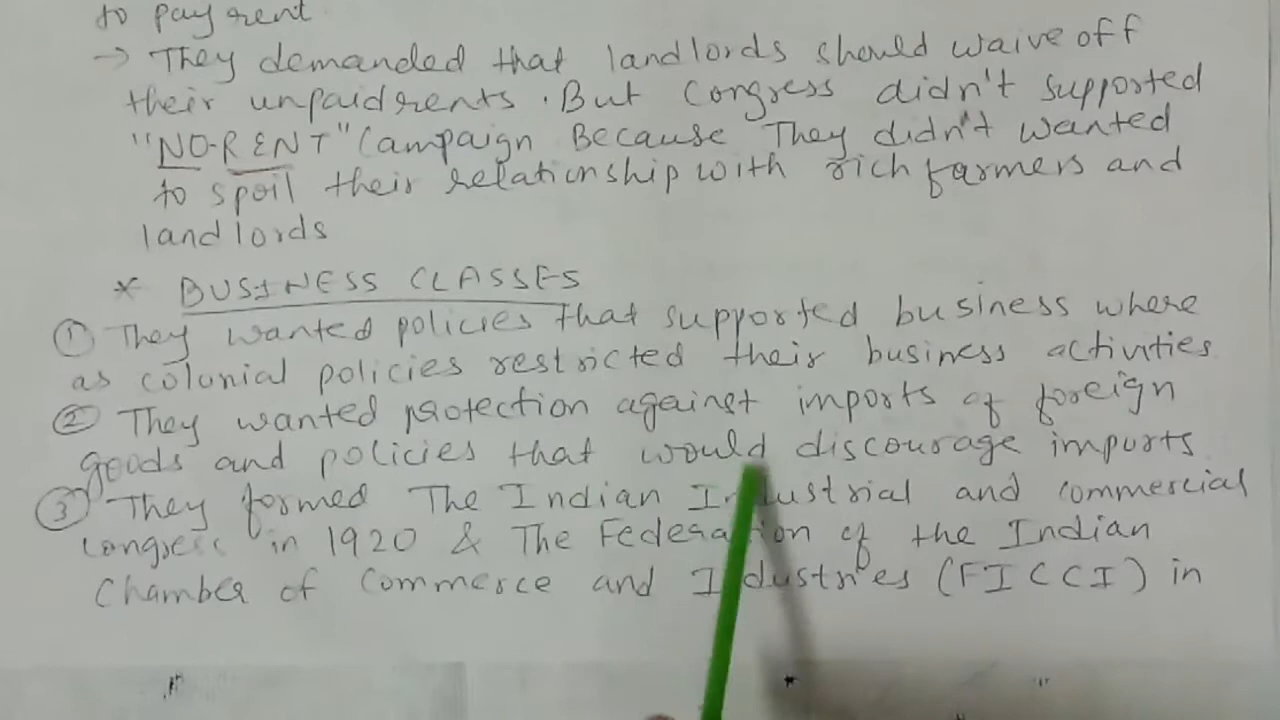 to pay rent
→ They demanded that landlords should waive off
their unpaid rents. But Congress didn't supported
"NO-RENT" Campaign Because They didn't wanted
to spoil their relationship with rich farmers and
landlords
* BUSINESS CLASSES
① They wanted policies that supported business where
as colonial policies restricted their business activities
② They wanted protection against imports of foreign
goods and policies that would discourage imports
③ They formed The Indian Industrial and commercial
congress in 1920 & The Federation of the Indian
Chamber of Commerce and Industries (FICCI) in